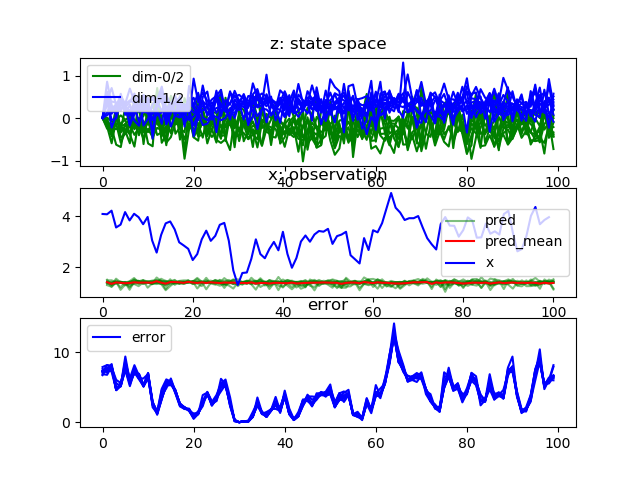 z: state space
1
0
−1
dim-0/2
dim-1/2
0 20 40 60 80 100
x: observation
4
2
pred
pred_mean
x
0 20 40 60 80 100
error
10
0
error
0 20 40 60 80 100